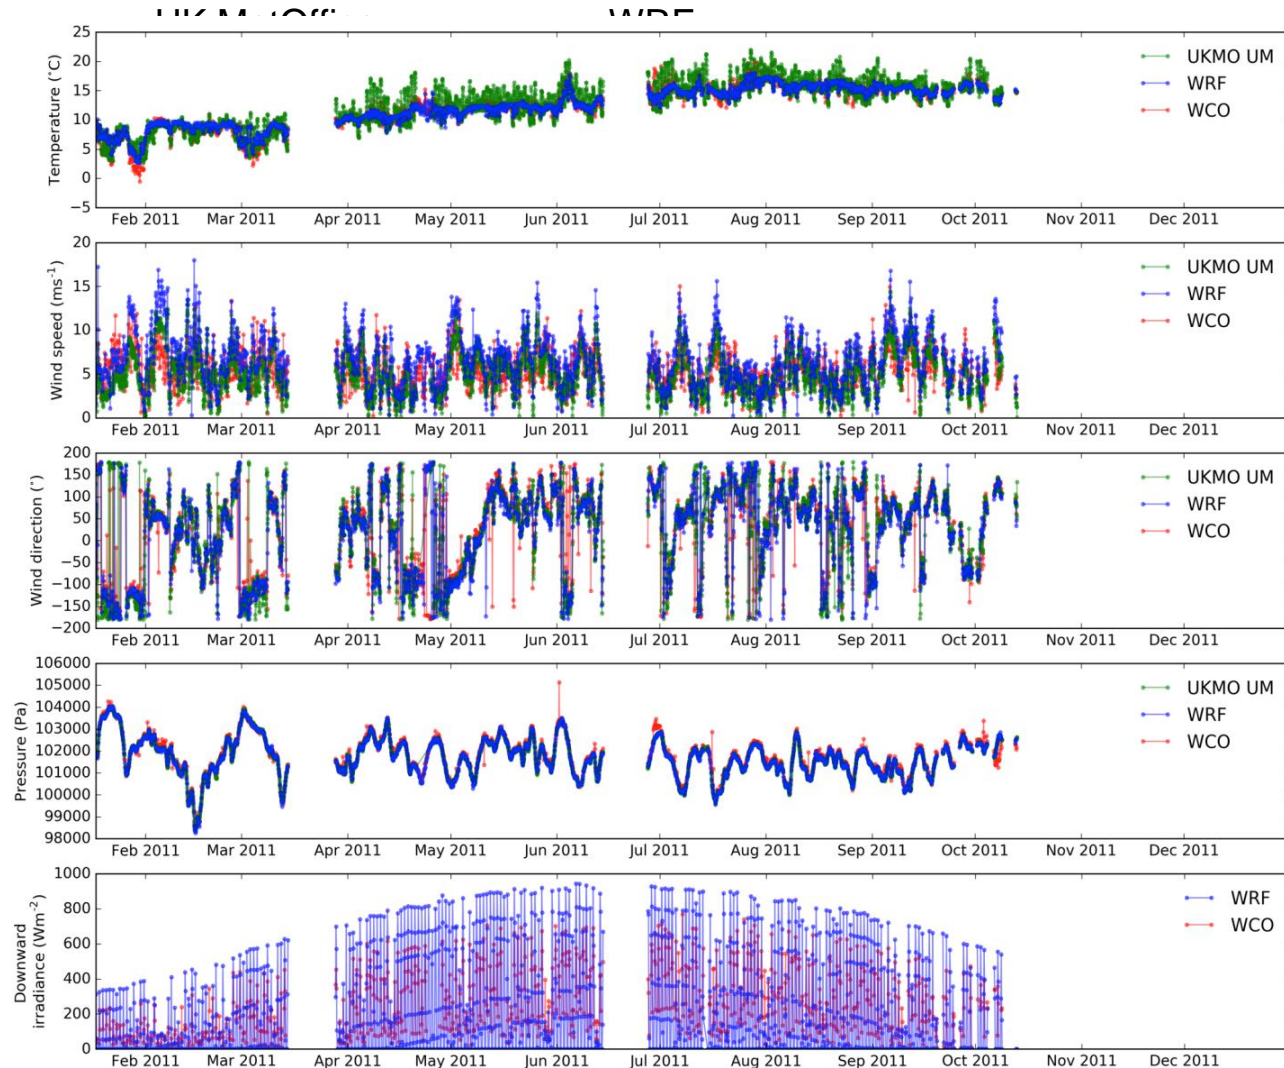 UK MetOffice WRF
25
20
15
10
5
0
−5
Temperature (°C)
UKMO UM
WRF
WCO
Feb 2011 Mar 2011 Apr 2011 May 2011 Jun 2011 Jul 2011 Aug 2011 Sep 2011 Oct 2011 Nov 2011 Dec 2011
20
15
10
5
0
Wind speed (ms⁻¹)
UKMO UM
WRF
WCO
Feb 2011 Mar 2011 Apr 2011 May 2011 Jun 2011 Jul 2011 Aug 2011 Sep 2011 Oct 2011 Nov 2011 Dec 2011
200
150
100
50
0
−50
−100
−150
−200
Wind direction (°)
UKMO UM
WRF
WCO
Feb 2011 Mar 2011 Apr 2011 May 2011 Jun 2011 Jul 2011 Aug 2011 Sep 2011 Oct 2011 Nov 2011 Dec 2011
106000
105000
104000
103000
102000
101000
100000
99000
98000
Pressure (Pa)
UKMO UM
WRF
WCO
Feb 2011 Mar 2011 Apr 2011 May 2011 Jun 2011 Jul 2011 Aug 2011 Sep 2011 Oct 2011 Nov 2011 Dec 2011
1000
800
600
400
200
0
Downward
irradiance (Wm⁻²)
WRF
WCO
Feb 2011 Mar 2011 Apr 2011 May 2011 Jun 2011 Jul 2011 Aug 2011 Sep 2011 Oct 2011 Nov 2011 Dec 2011